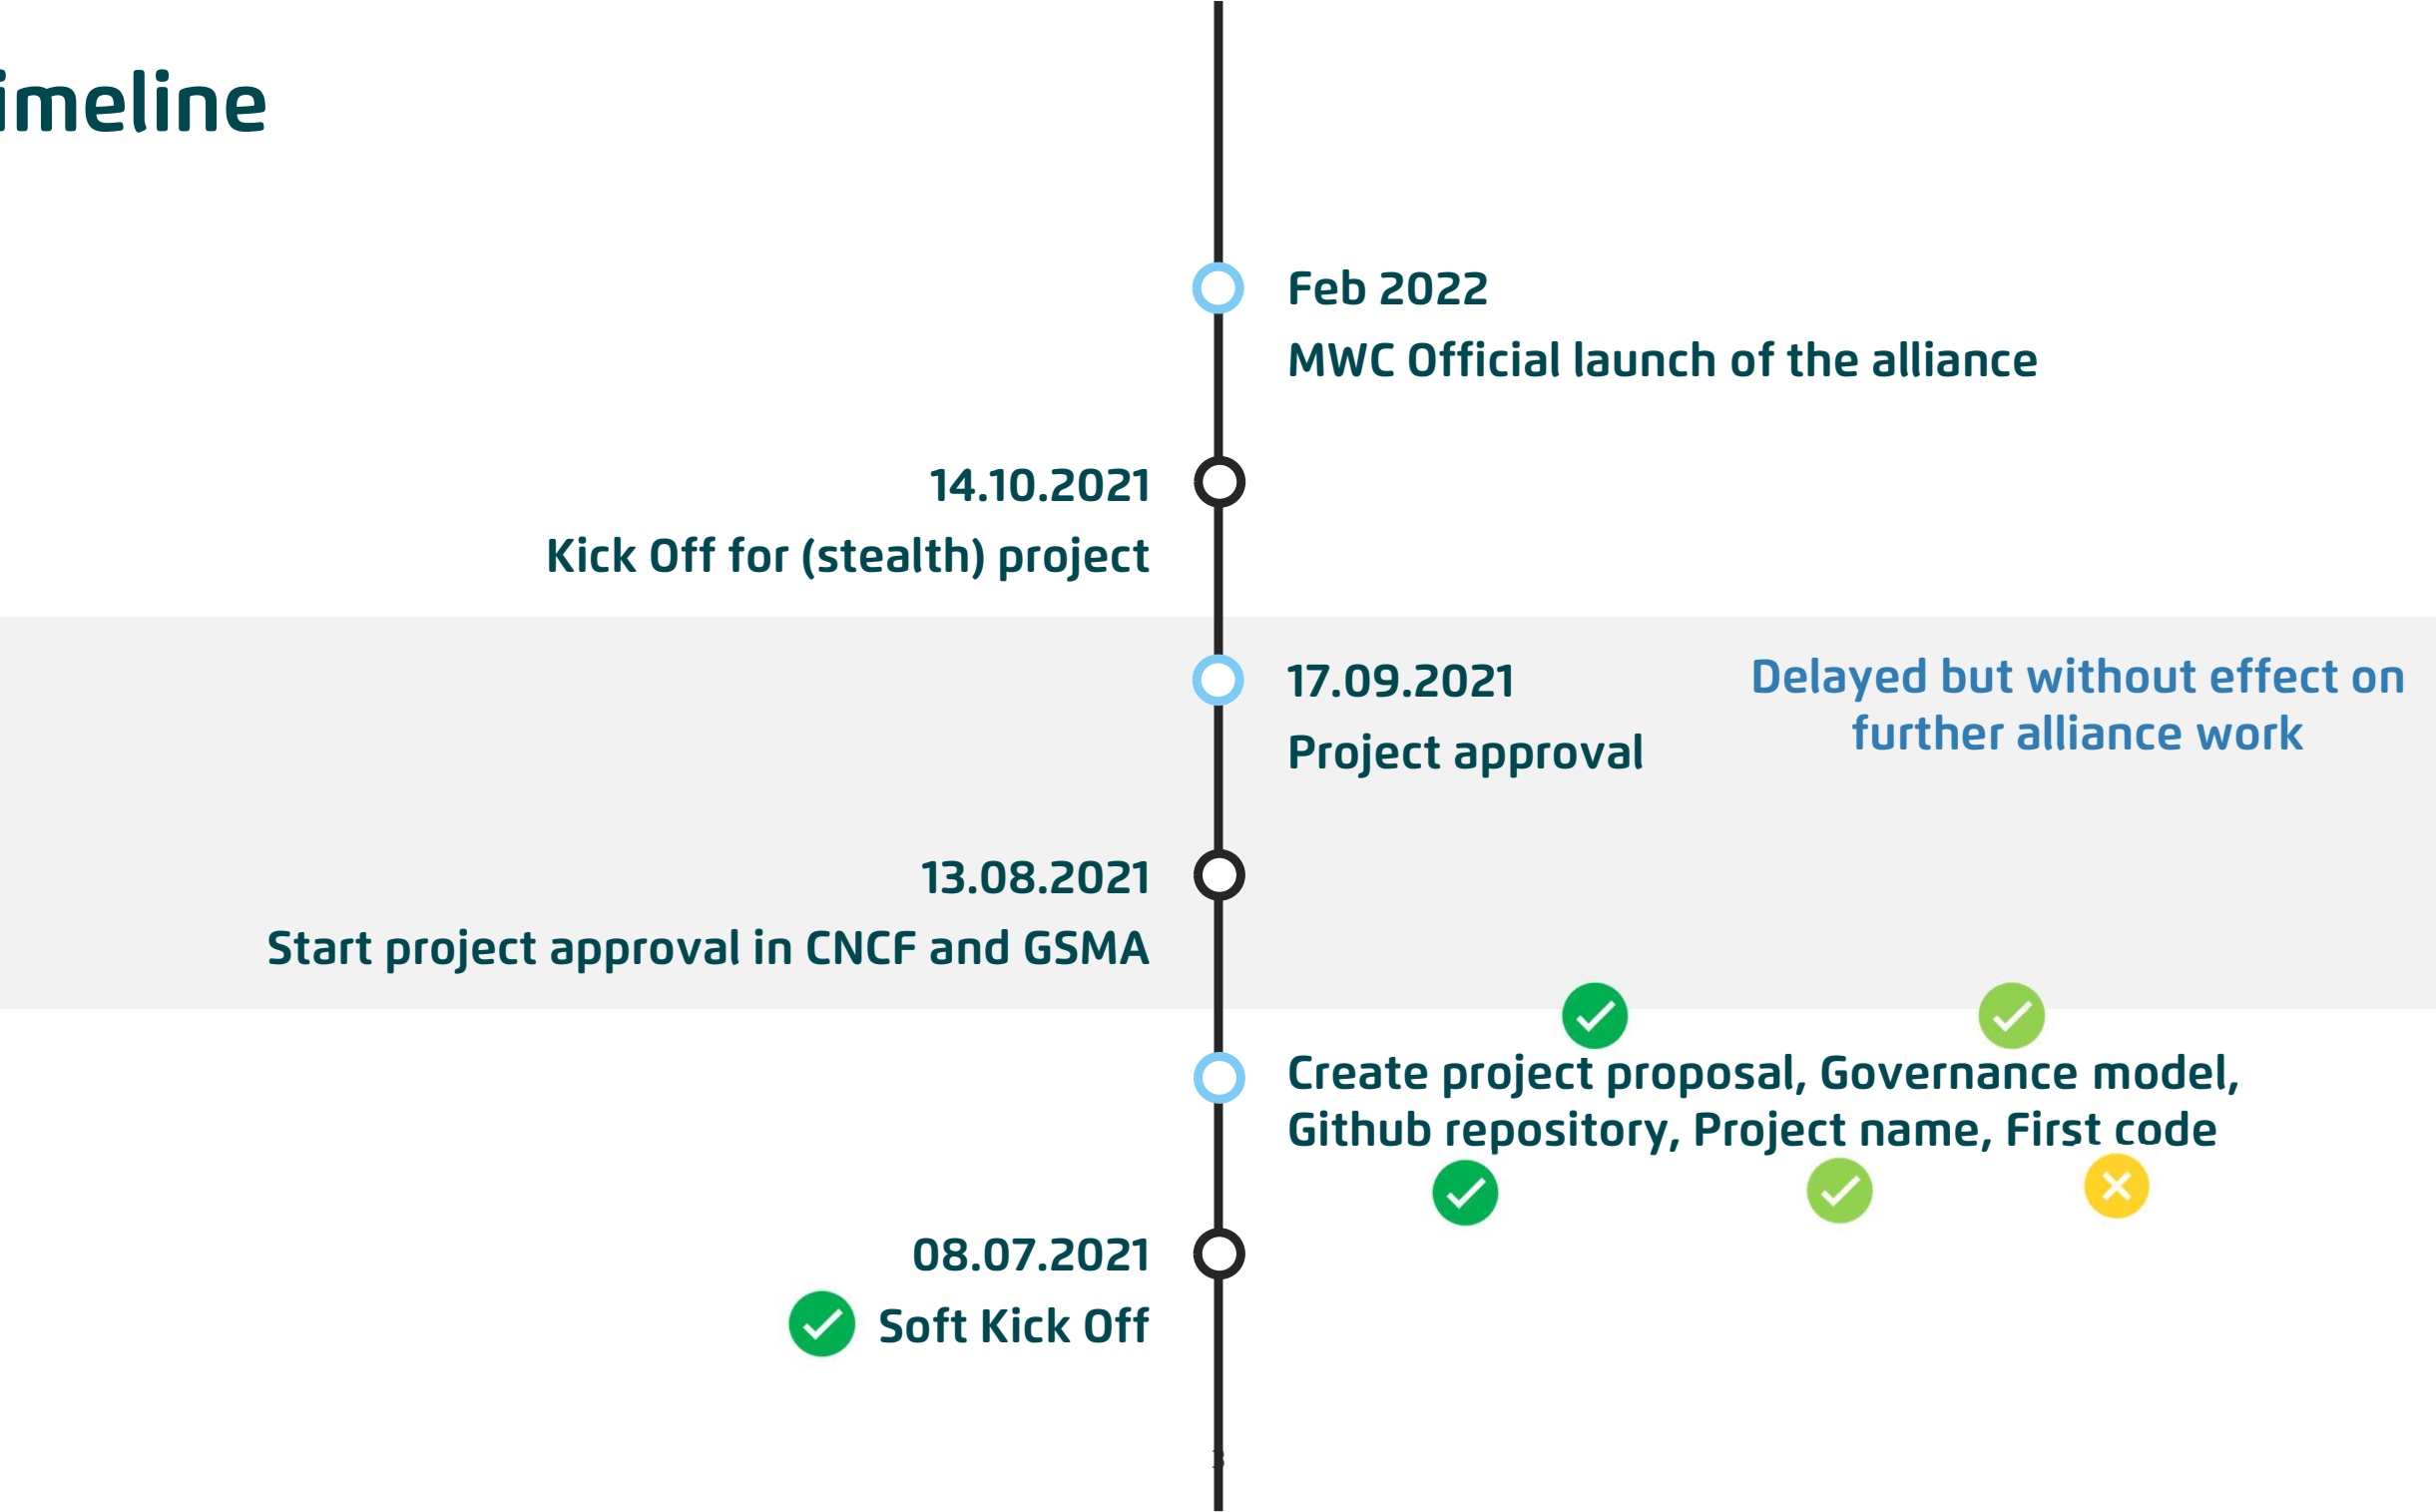 imeline
Feb 2022
MWC Official launch of the alliance
14.10.2021
Kick Off for (stealth) project
17.09.2021
Project approval
Delayed but without effect on
further alliance work
13.08.2021
Start project approval in CNCF and GSMA
Create project proposal, Governance model,
Github repository, Project name, First code
08.07.2021
Soft Kick Off
3